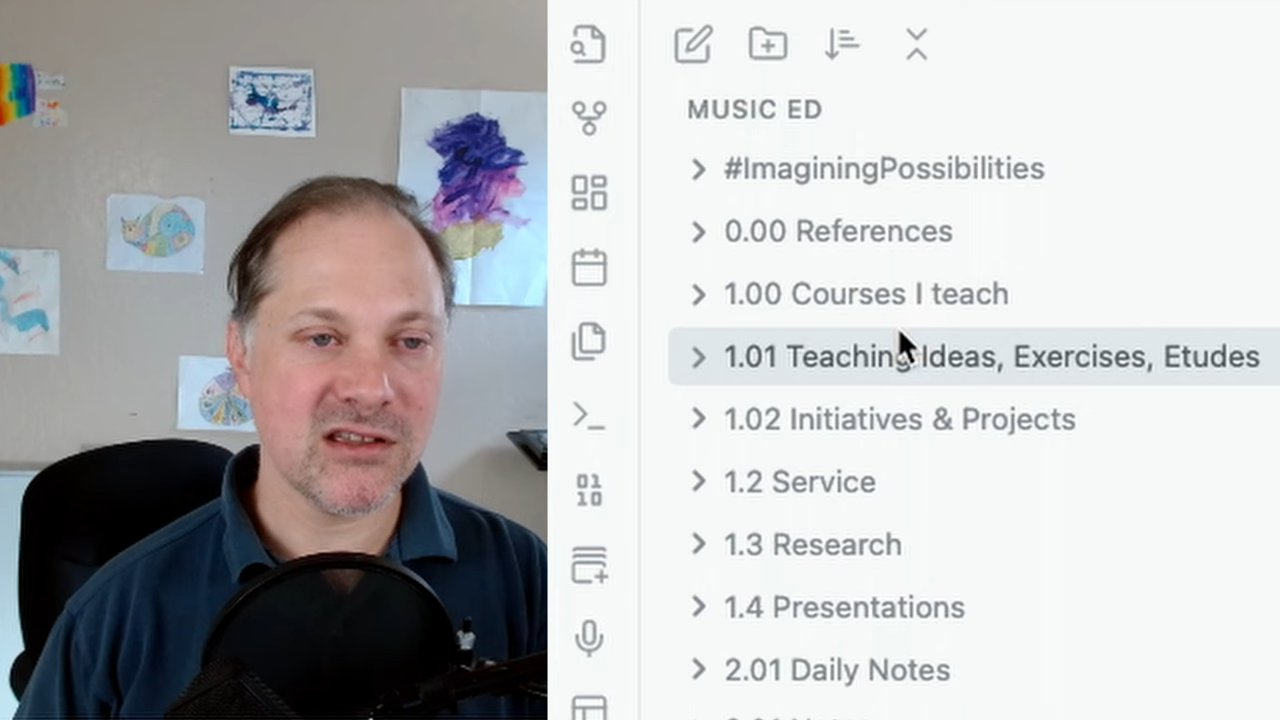 MUSIC ED
#ImaginingPossibilities
0.00 References
1.00 Courses I teach
1.01 Teaching Ideas, Exercises, Etudes
1.02 Initiatives & Projects
1.2 Service
1.3 Research
1.4 Presentations
2.01 Daily Notes